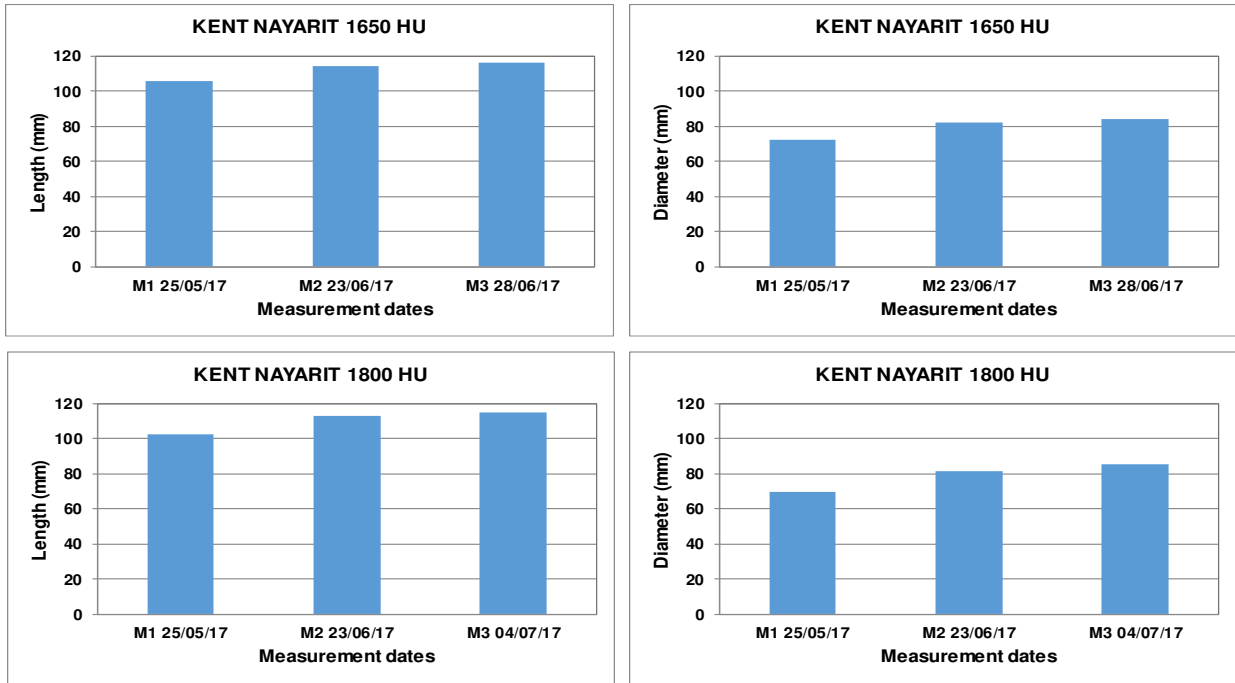 KENT NAYARIT 1650 HU
120
100
80
60
40
20
0
Length (mm)
M1 25/05/17 M2 23/06/17 M3 28/06/17
Measurement dates
KENT NAYARIT 1650 HU
120
100
80
60
40
20
0
Diameter (mm)
M1 25/05/17 M2 23/06/17 M3 28/06/17
Measurement dates
KENT NAYARIT 1800 HU
120
100
80
60
40
20
0
Length (mm)
M1 25/05/17 M2 23/06/17 M3 04/07/17
Measurement dates
KENT NAYARIT 1800 HU
120
100
80
60
40
20
0
Diameter (mm)
M1 25/05/17 M2 23/06/17 M3 04/07/17
Measurement dates